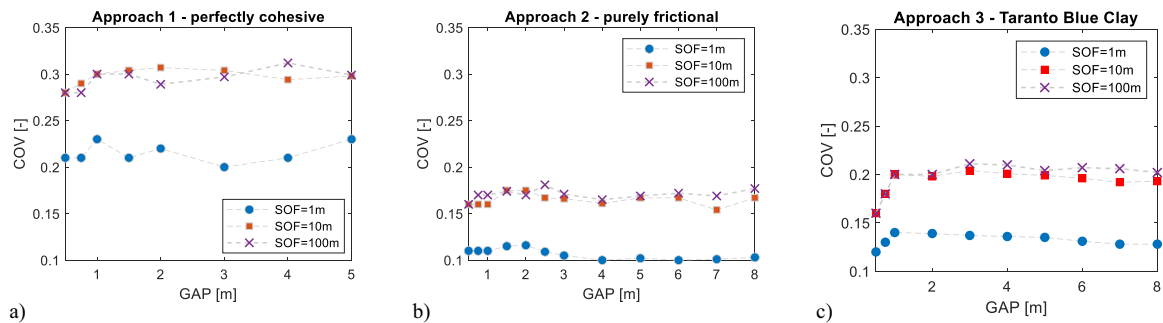 Approach 1 - perfectly cohesive
0.35
0.3
0.25
0.2
0.15
0.1
COV [-]
SOF=1m
SOF=10m
SOF=100m
1 2 3 4 5
GAP [m]
a)
Approach 2 - purely frictional
0.35
0.3
0.25
0.2
0.15
0.1
COV [-]
SOF=1m
SOF=10m
SOF=100m
1 2 3 4 5 6 7 8
GAP [m]
b)
Approach 3 - Taranto Blue Clay
0.35
0.3
0.25
0.2
0.15
0.1
COV [-]
SOF=1m
SOF=10m
SOF=100m
2 4 6 8
GAP [m]
c)